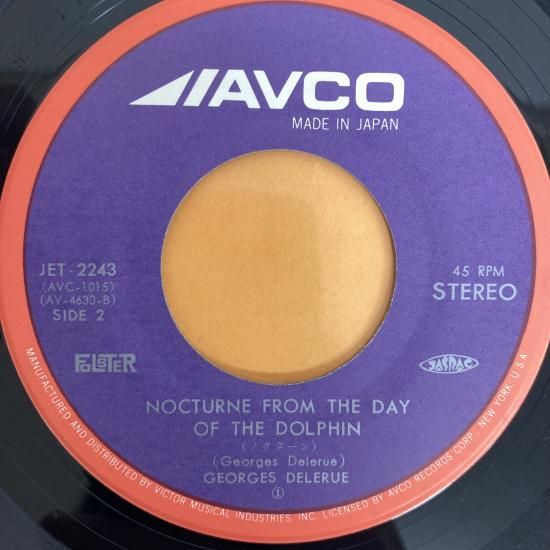 AVCO
MADE IN JAPAN
JET-2243
(AVC-1015)
(AV-4630-B)
SIDE 2
45 RPM
STEREO
FOLSTER
JASRAC
NOCTURNE FROM THE DAY
OF THE DOLPHIN
(ノクターン)
(Georges Delerue)
GEORGES DELERUE
①
MANUFACTURED AND DISTRIBUTED BY VICTOR MUSICAL INDUSTRIES, INC. LICENSED BY AVCO RECORDS CORP. NEW YORK, U.S.A.